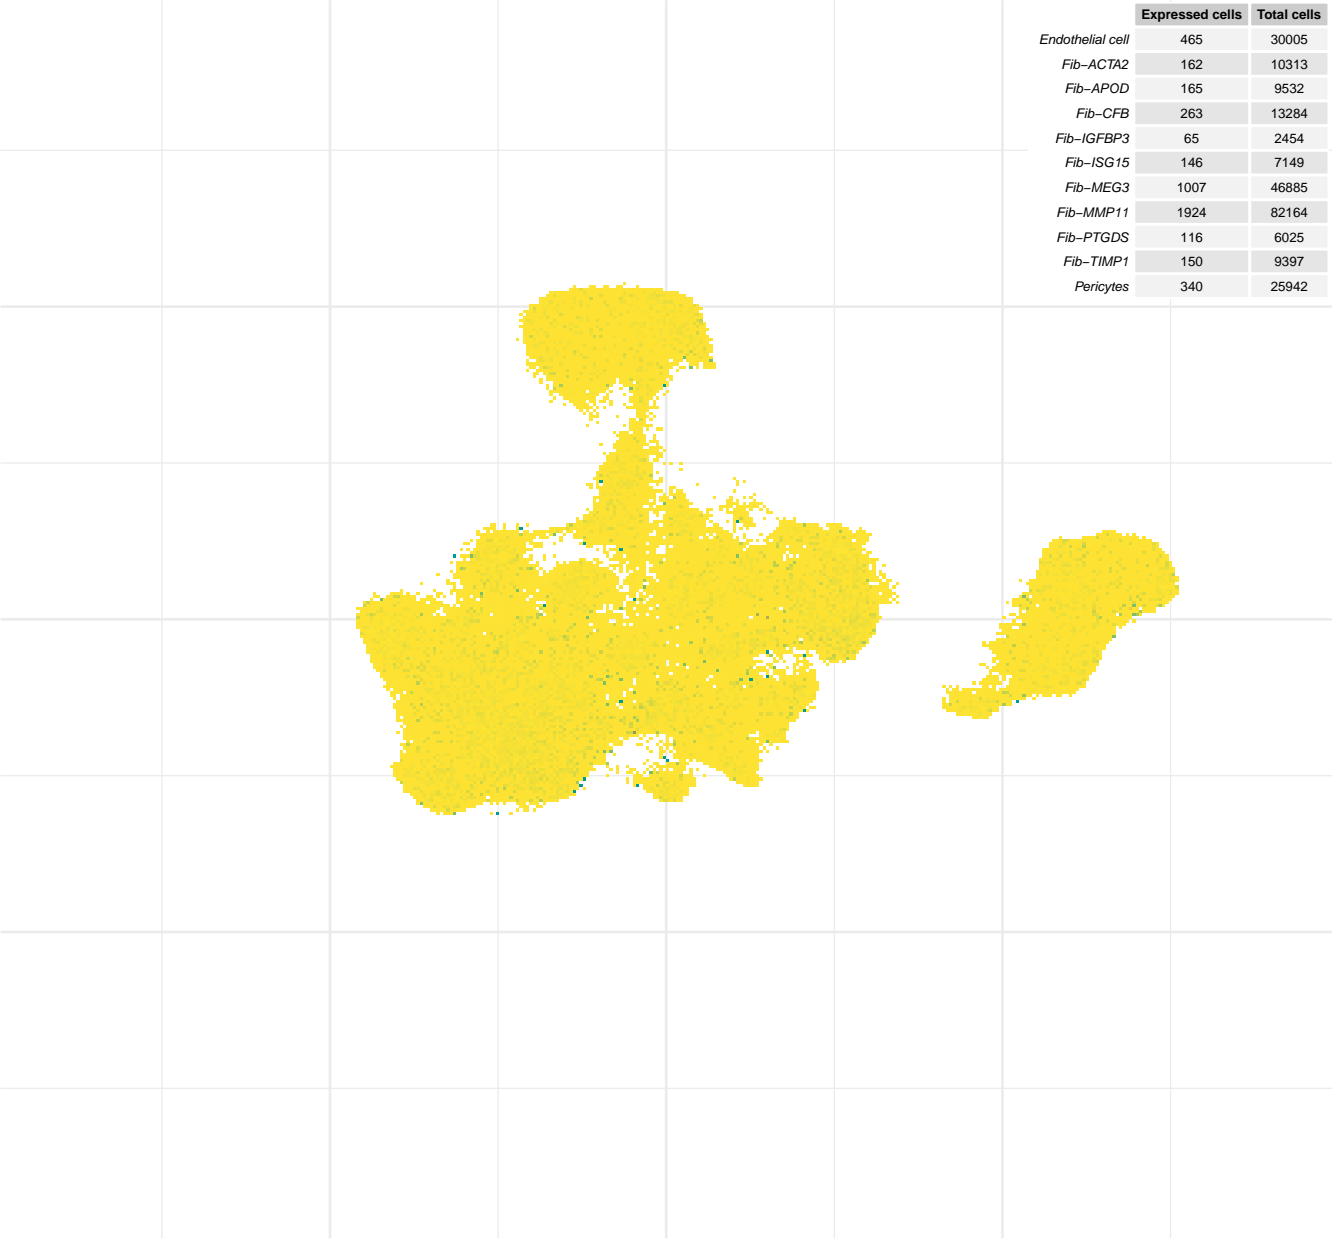 Expressed cells Total cells
Endothelial cell 465 30005
Fib−ACTA2 162 10313
Fib−APOD 165 9532
Fib−CFB 263 13284
Fib−IGFBP3 65 2454
Fib−ISG15 146 7149
Fib−MEG3 1007 46885
Fib−MMP11 1924 82164
Fib−PTGDS 116 6025
Fib−TIMP1 150 9397
Pericytes 340 25942